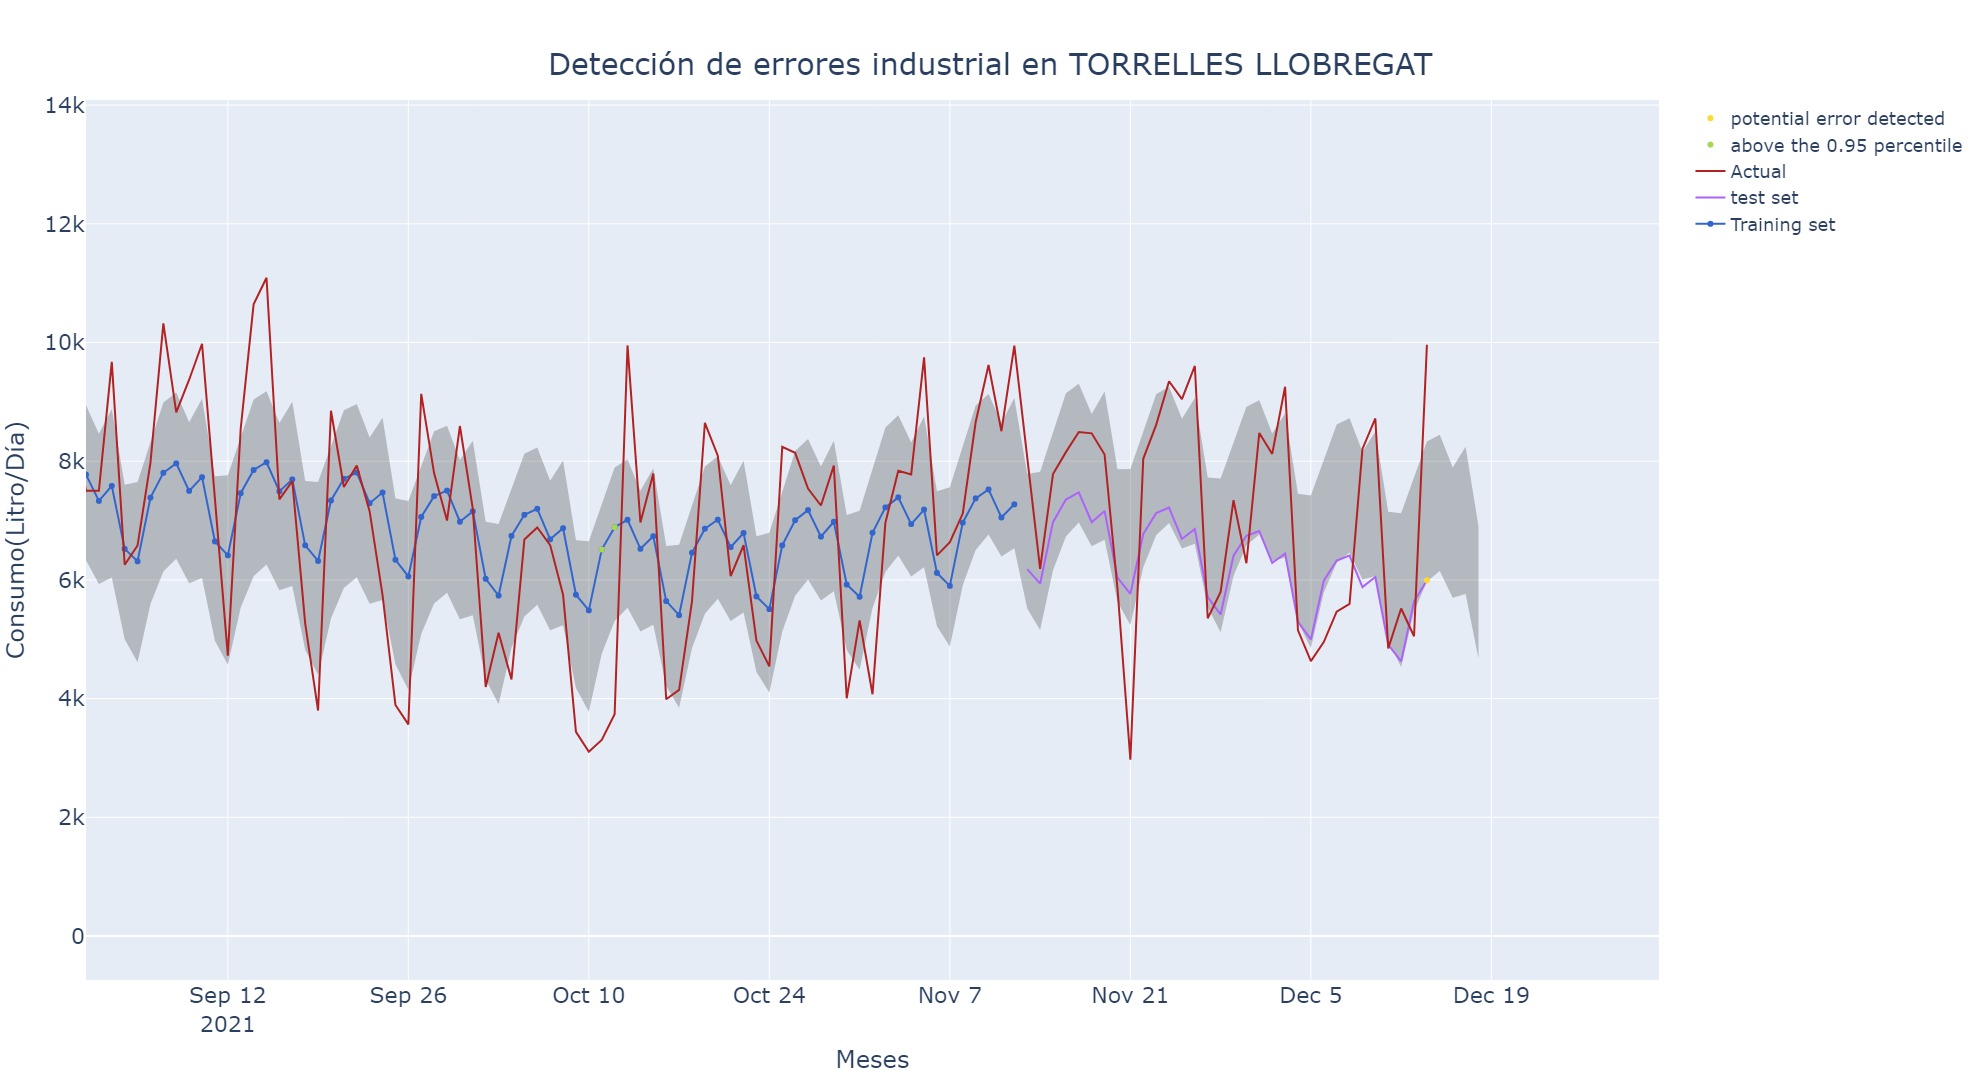 Detección de errores industrial en TORRELLES LLOBREGAT
14k
12k
10k
8k
6k
4k
2k
0
Consumo(Litro/Día)
Sep 12
2021
Sep 26
Oct 10
Oct 24
Nov 7
Nov 21
Dec 5
Dec 19
Meses
potential error detected
above the 0.95 percentile
Actual
test set
Training set